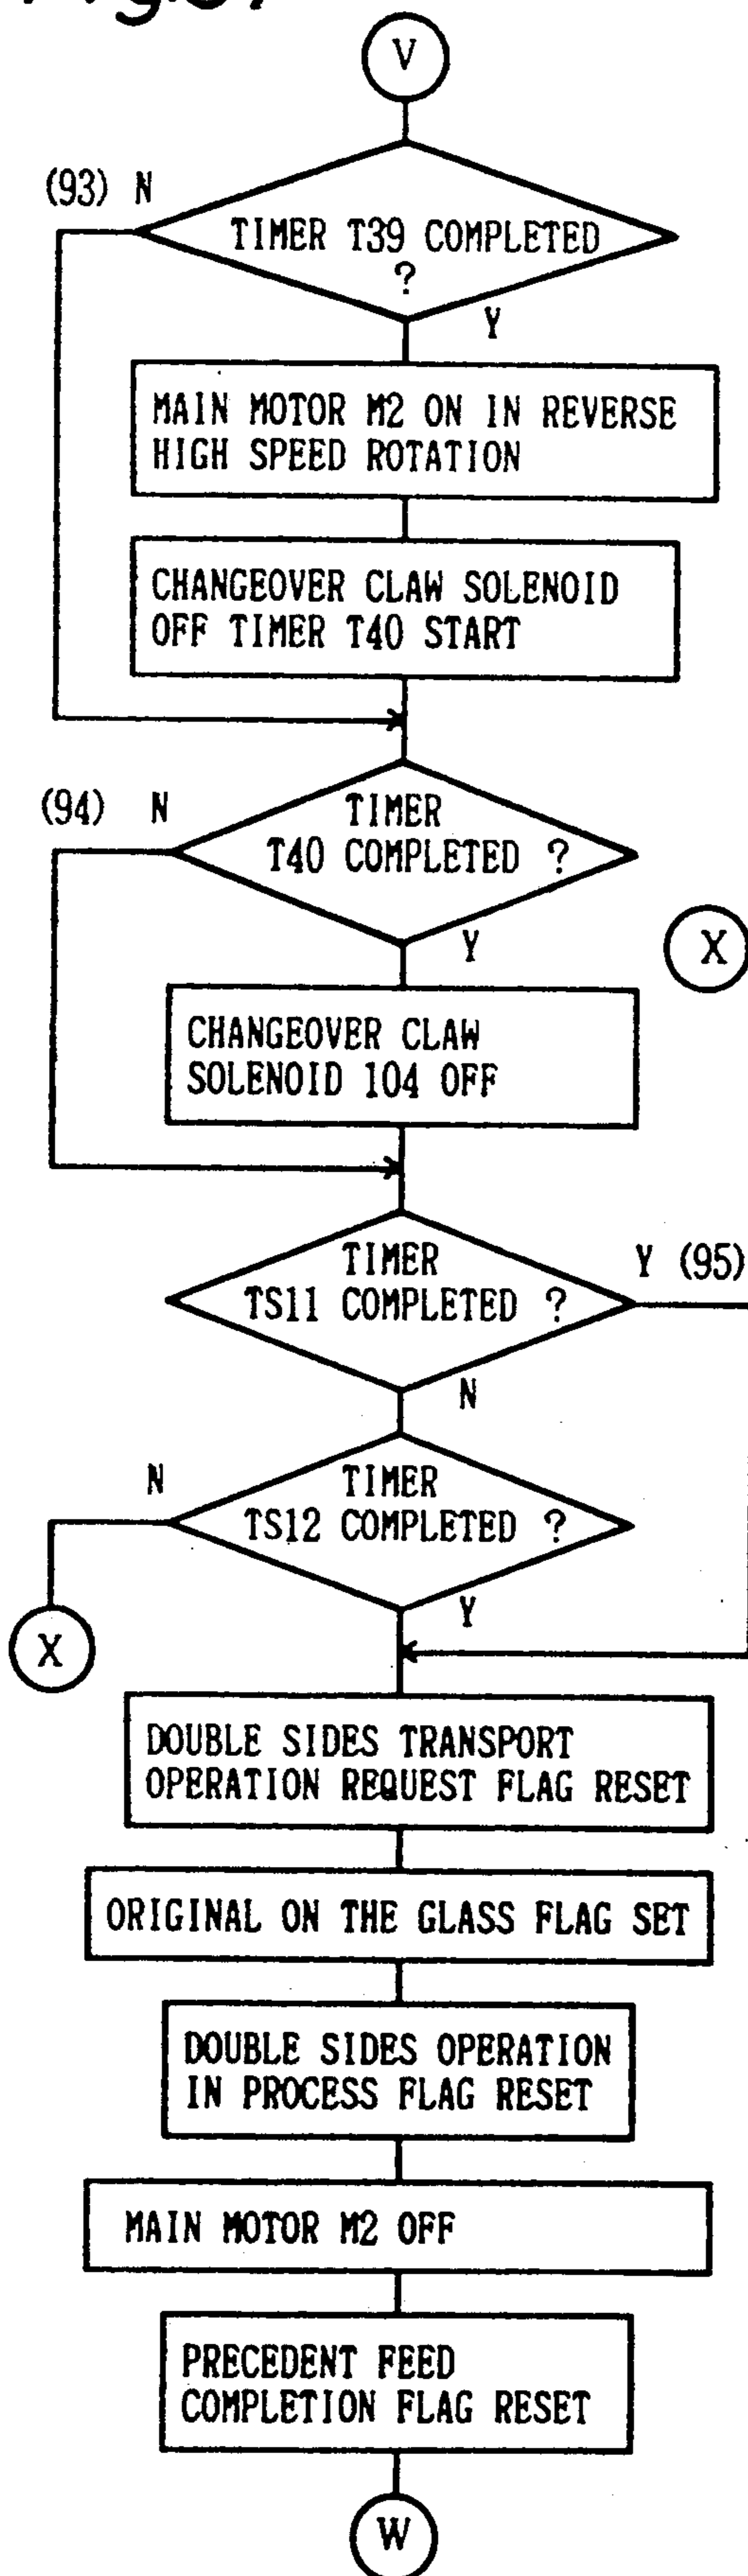 V
(93) N
TIMER T39 COMPLETED
?
Y
MAIN MOTOR M2 ON IN REVERSE
HIGH SPEED ROTATION
CHANGEOVER CLAW SOLENOID
OFF TIMER T40 START
(94) N
TIMER
T40 COMPLETED ?
Y
X
CHANGEOVER CLAW
SOLENOID 104 OFF
TIMER
TS11 COMPLETED ?
Y (95)
N
N
TIMER
TS12 COMPLETED ?
Y
X
DOUBLE SIDES TRANSPORT
OPERATION REQUEST FLAG RESET
ORIGINAL ON THE GLASS FLAG SET
DOUBLE SIDES OPERATION
IN PROCESS FLAG RESET
MAIN MOTOR M2 OFF
PRECEDENT FEED
COMPLETION FLAG RESET
W